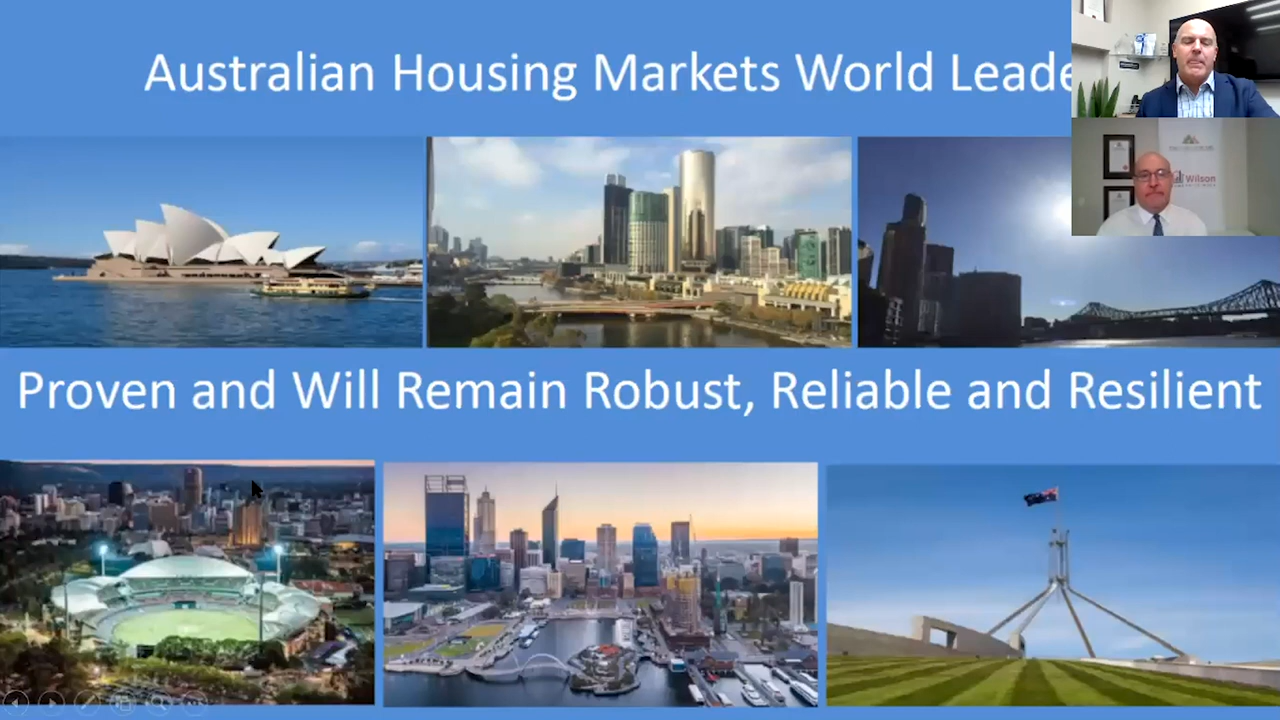 Australian Housing Markets World Leade
Wilson
Proven and Will Remain Robust, Reliable and Resilient